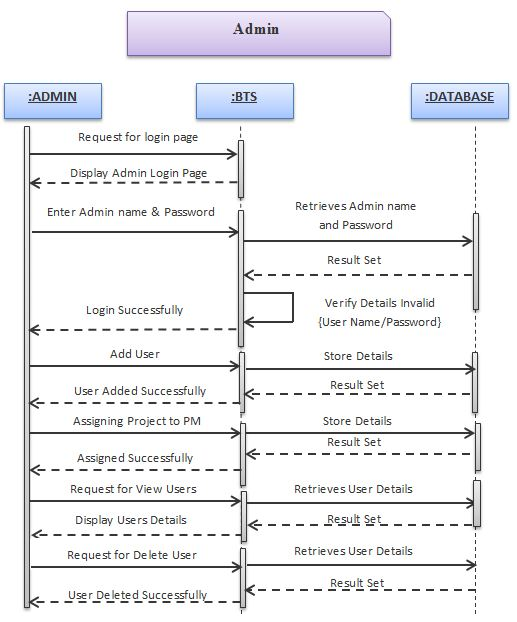 Admin
:ADMIN
:BTS
:DATABASE
Request for login page
Display Admin Login Page
Enter Admin name & Password
Retrieves Admin name
and Password
Result Set
Verify Details Invalid
{User Name/Password}
Login Successfully
Add User
Store Details
Result Set
User Added Successfully
Assigning Project to PM
Store Details
Result Set
Assigned Successfully
Request for View Users
Retrieves User Details
Result Set
Display Users Details
Request for Delete User
Retrieves User Details
Result Set
User Deleted Successfully